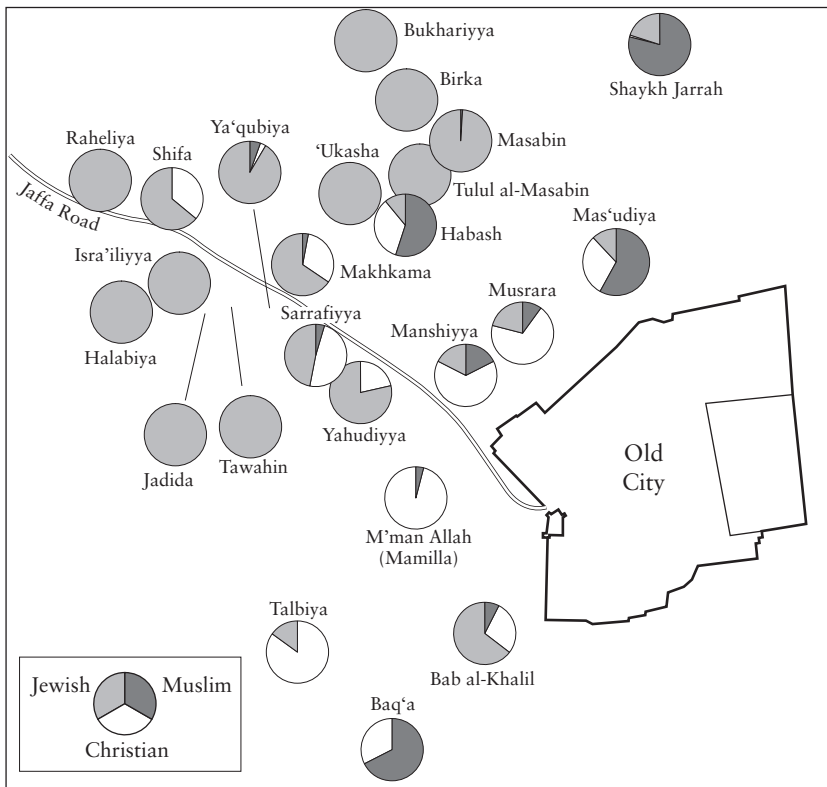 Bukhariyya
Shaykh Jarrah
Birka
Ya‘qubiya
Masabin
Raheliya
Shifa
‘Ukasha
Tulul al-Masabin
Jaffa Road
Habash
Mas‘udiya
Isra’iliyya
Makhkama
Musrara
Sarrafiyya
Manshiyya
Halabiya
Yahudiyya
Jadida
Tawahin
Old
City
M’man Allah
(Mamilla)
Talbiya
Bab al-Khalil
Baq‘a
Jewish
Muslim
Christian